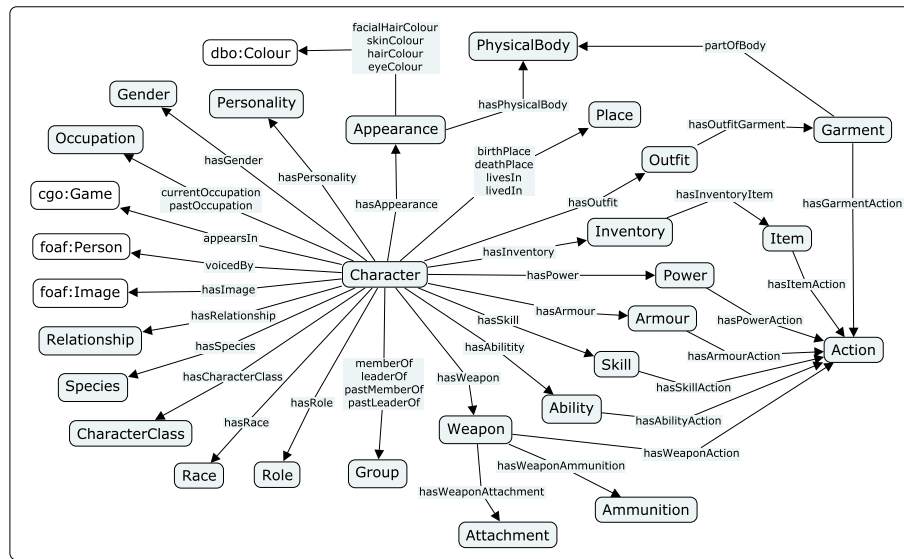 facialHairColour
skinColour
hairColour
eyeColour
dbo:Colour
PhysicalBody
partOfBody
Gender
Personality
hasPhysicalBody
Place
Appearance
hasOutfitGarment
Garment
Occupation
hasGender
birthPlace
deathPlace
livesIn
livedIn
Outfit
hasPersonality
currentOccupation
pastOccupation
cgo:Game
hasAppearance
hasOutfit
hasInventoryItem
hasGarmentAction
Inventory
Item
appearsIn
foaf:Person
voicedBy
hasInventory
Character
hasPower
Power
hasItemAction
foaf:Image
hasImage
hasRelationship
Relationship
hasSkill
hasArmour
Armour
hasPowerAction
hasSpecies
hasAbilitity
hasArmourAction
Action
memberOf
leaderOf
pastMemberOf
pastLeaderOf
hasCharacterClass
hasWeapon
Skill
hasSkillAction
Species
hasRole
Ability
hasAbilityAction
CharacterClass
hasRace
Weapon
hasWeaponAction
Race
Role
Group
hasWeaponAmmunition
hasWeaponAttachment
Ammunition
Attachment